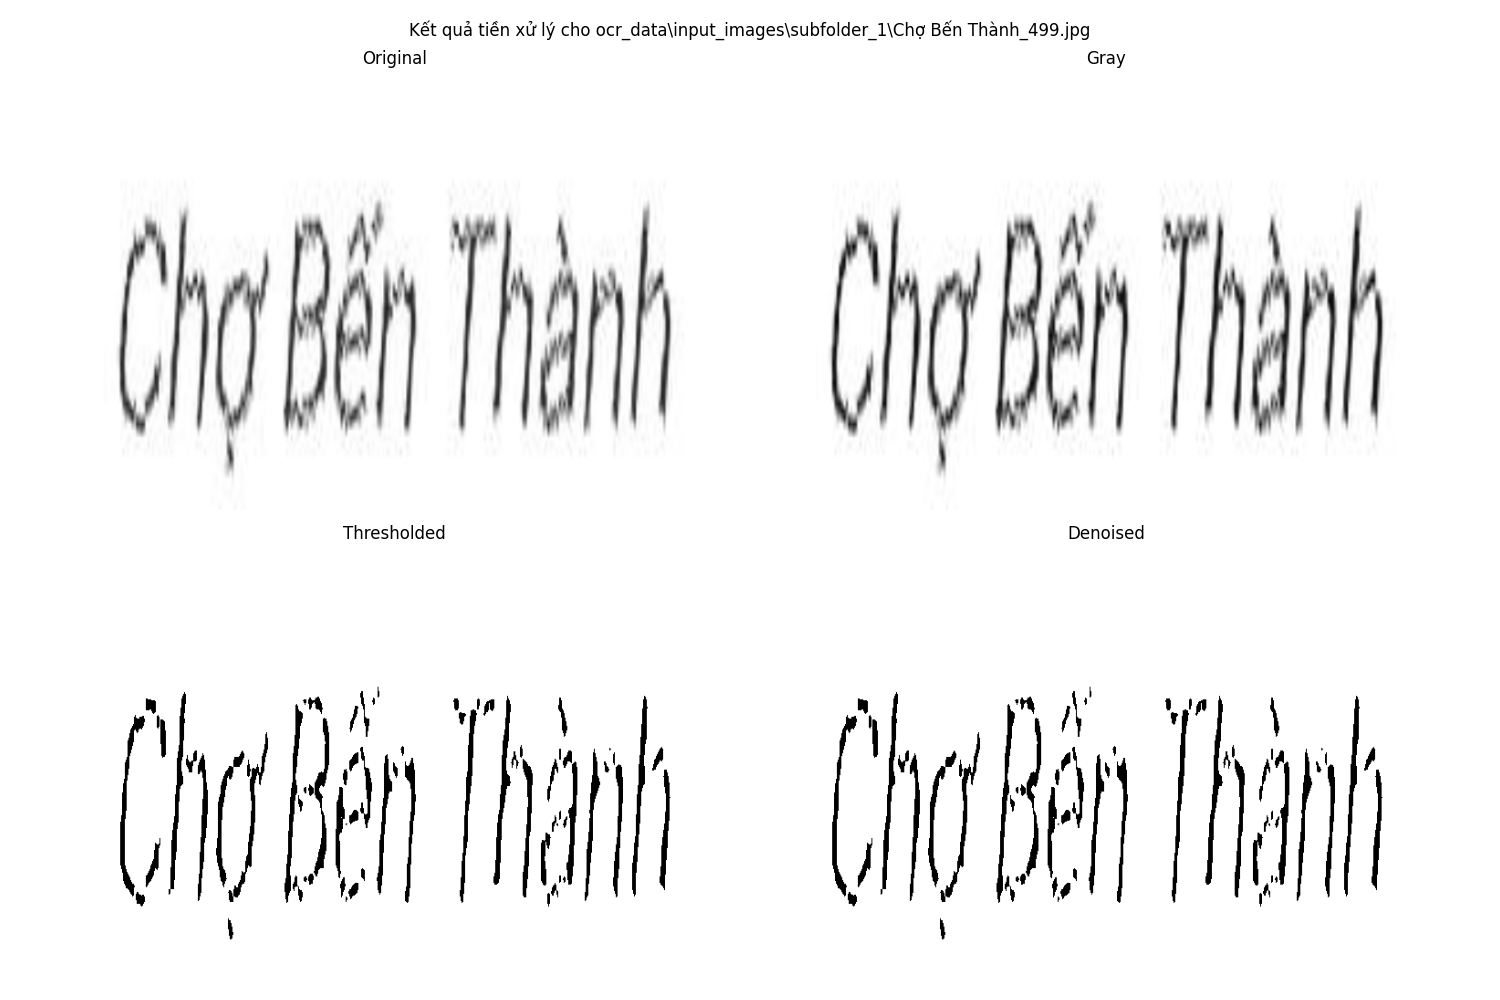 Kết quả tiền xử lý cho ocr_data\input_images\subfolder_1\Chợ Bến Thành_499.jpg
Original
Gray
Chợ Bến Thành
Chợ Bến Thành
Thresholded
Denoised
Chợ Bến Thành
Chợ Bến Thành